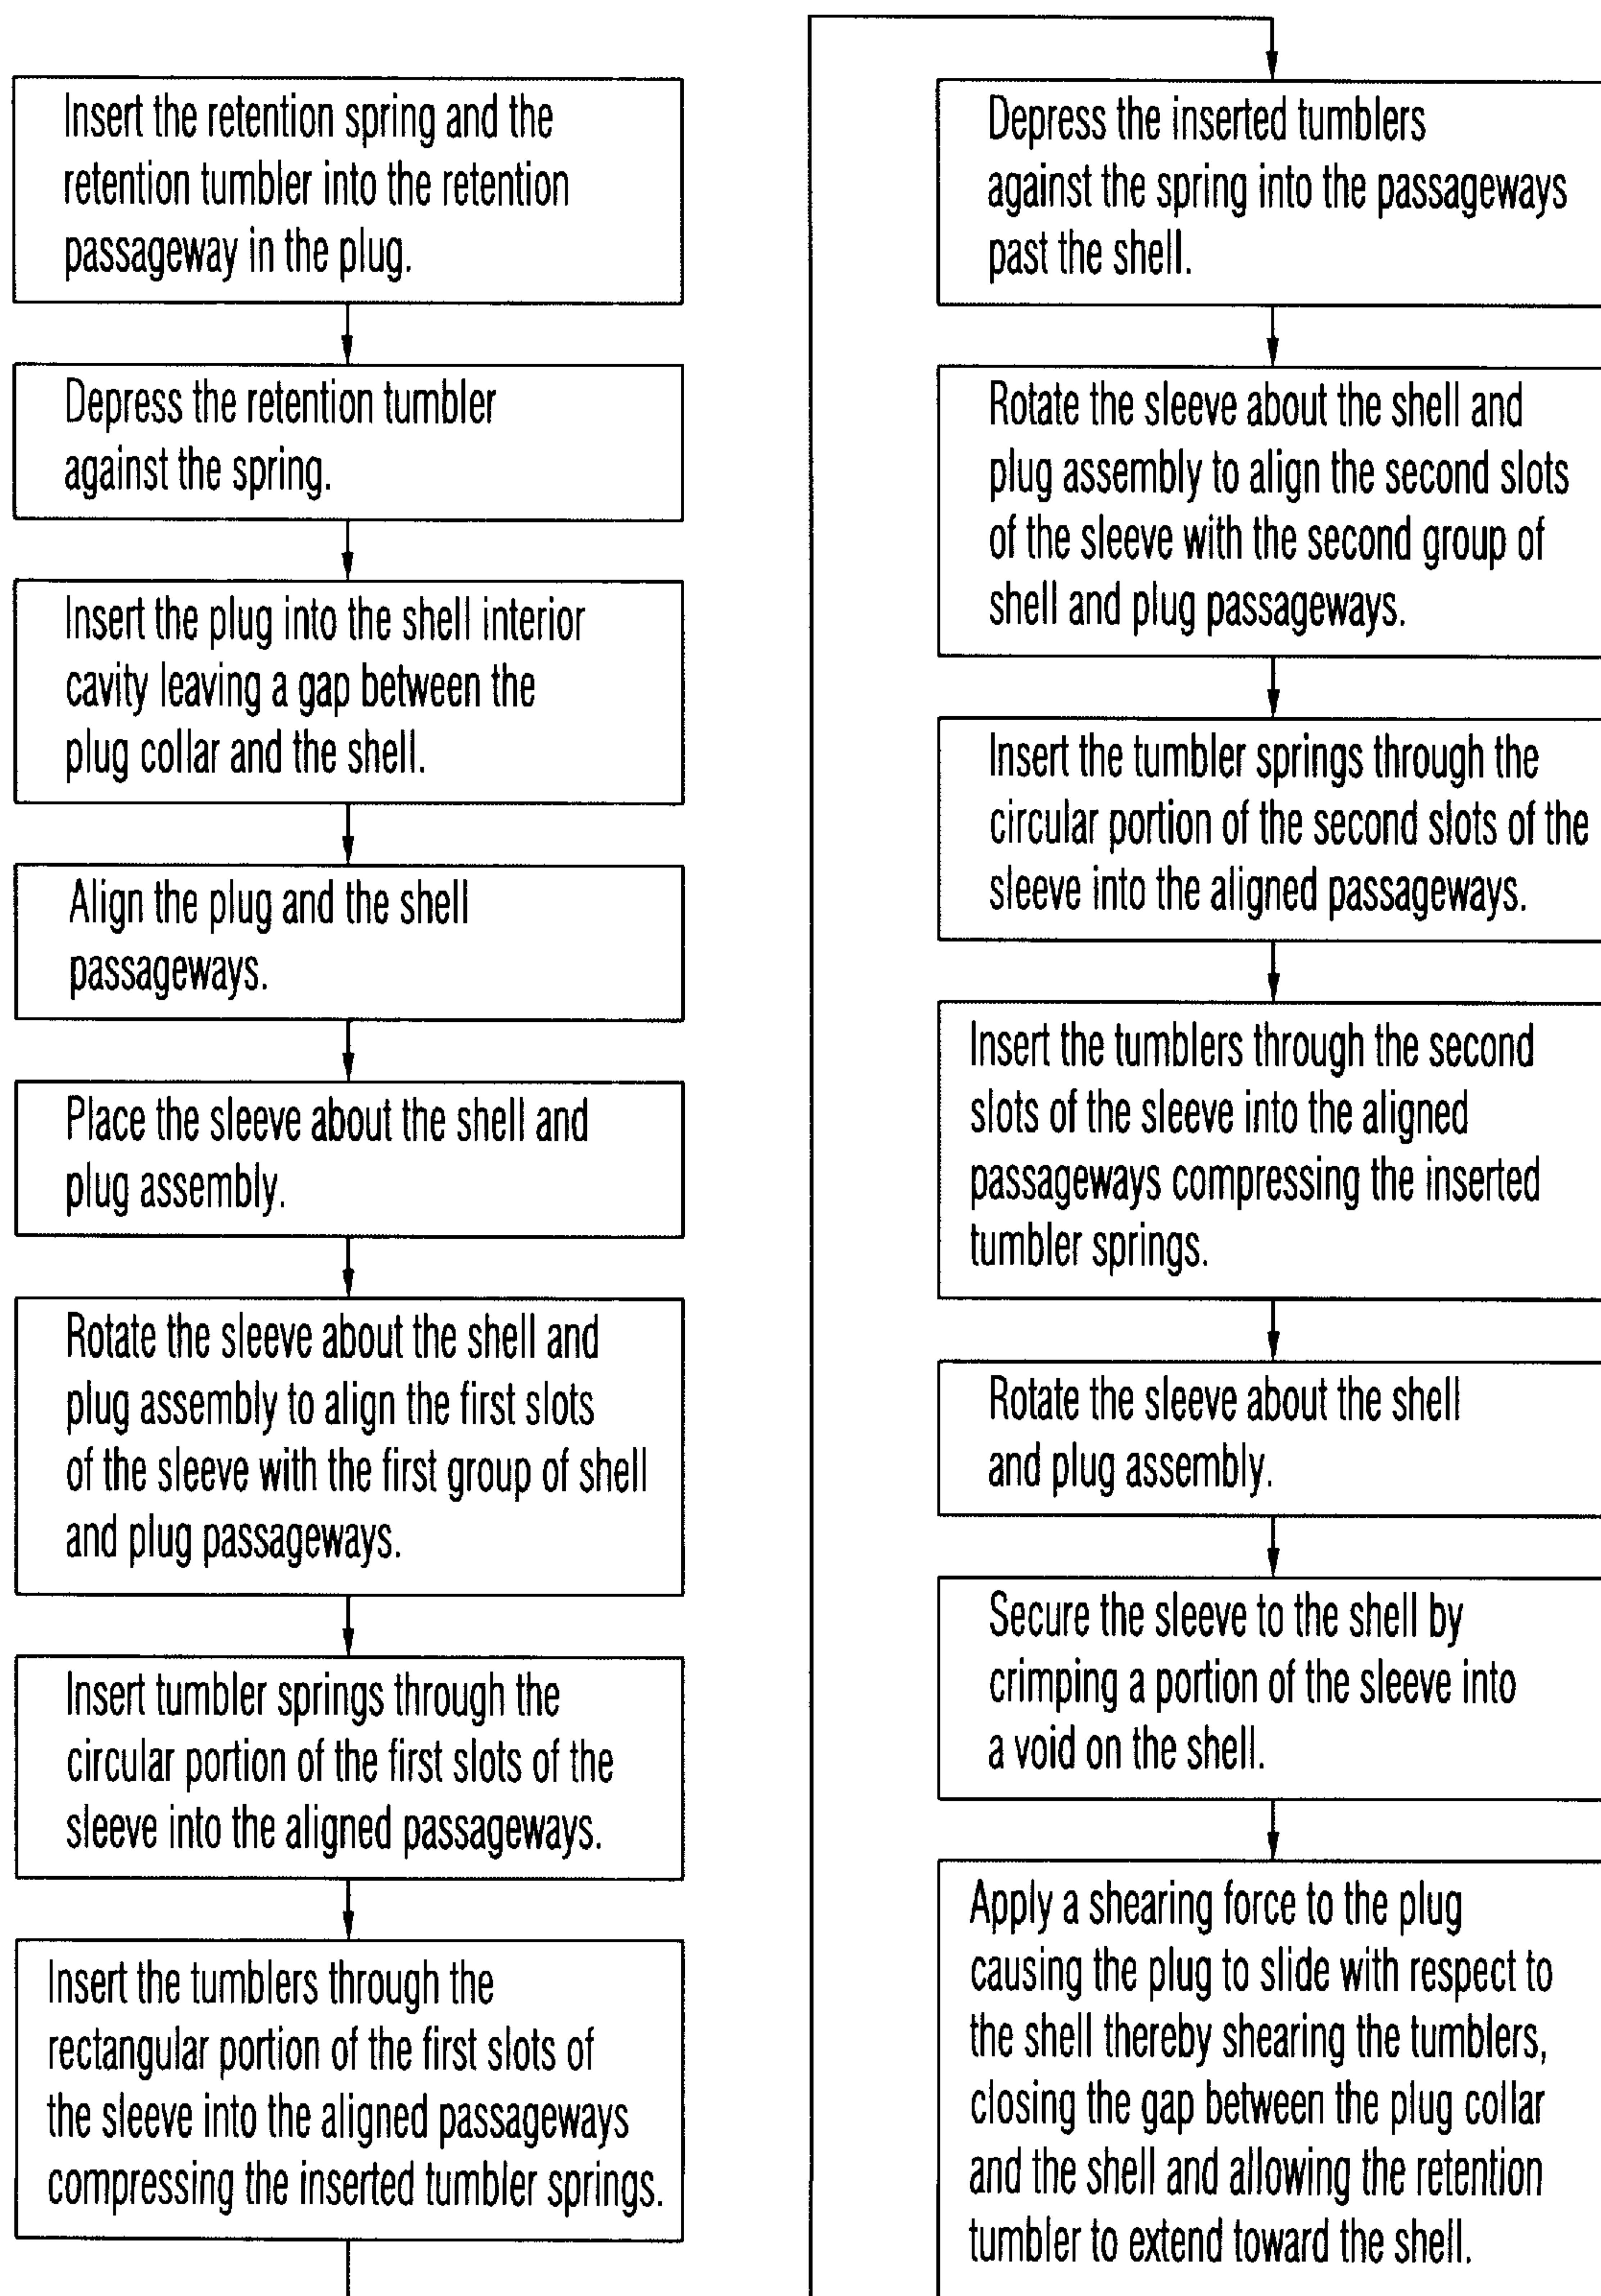 Insert the retention spring and the
retention tumbler into the retention
passageway in the plug.
Depress the retention tumbler
against the spring.
Insert the plug into the shell interior
cavity leaving a gap between the
plug collar and the shell.
Align the plug and the shell
passageways.
Place the sleeve about the shell and
plug assembly.
Rotate the sleeve about the shell and
plug assembly to align the first slots
of the sleeve with the first group of shell
and plug passageways.
Insert tumbler springs through the
circular portion of the first slots of the
sleeve into the aligned passageways.
Insert the tumblers through the
rectangular portion of the first slots of
the sleeve into the aligned passageways
compressing the inserted tumbler springs.
Depress the inserted tumblers
against the spring into the passageways
past the shell.
Rotate the sleeve about the shell and
plug assembly to align the second slots
of the sleeve with the second group of
shell and plug passageways.
Insert the tumbler springs through the
circular portion of the second slots of the
sleeve into the aligned passageways.
Insert the tumblers through the second
slots of the sleeve into the aligned
passageways compressing the inserted
tumbler springs.
Rotate the sleeve about the shell
and plug assembly.
Secure the sleeve to the shell by
crimping a portion of the sleeve into
a void on the shell.
Apply a shearing force to the plug
causing the plug to slide with respect to
the shell thereby shearing the tumblers,
closing the gap between the plug collar
and the shell and allowing the retention
tumbler to extend toward the shell.